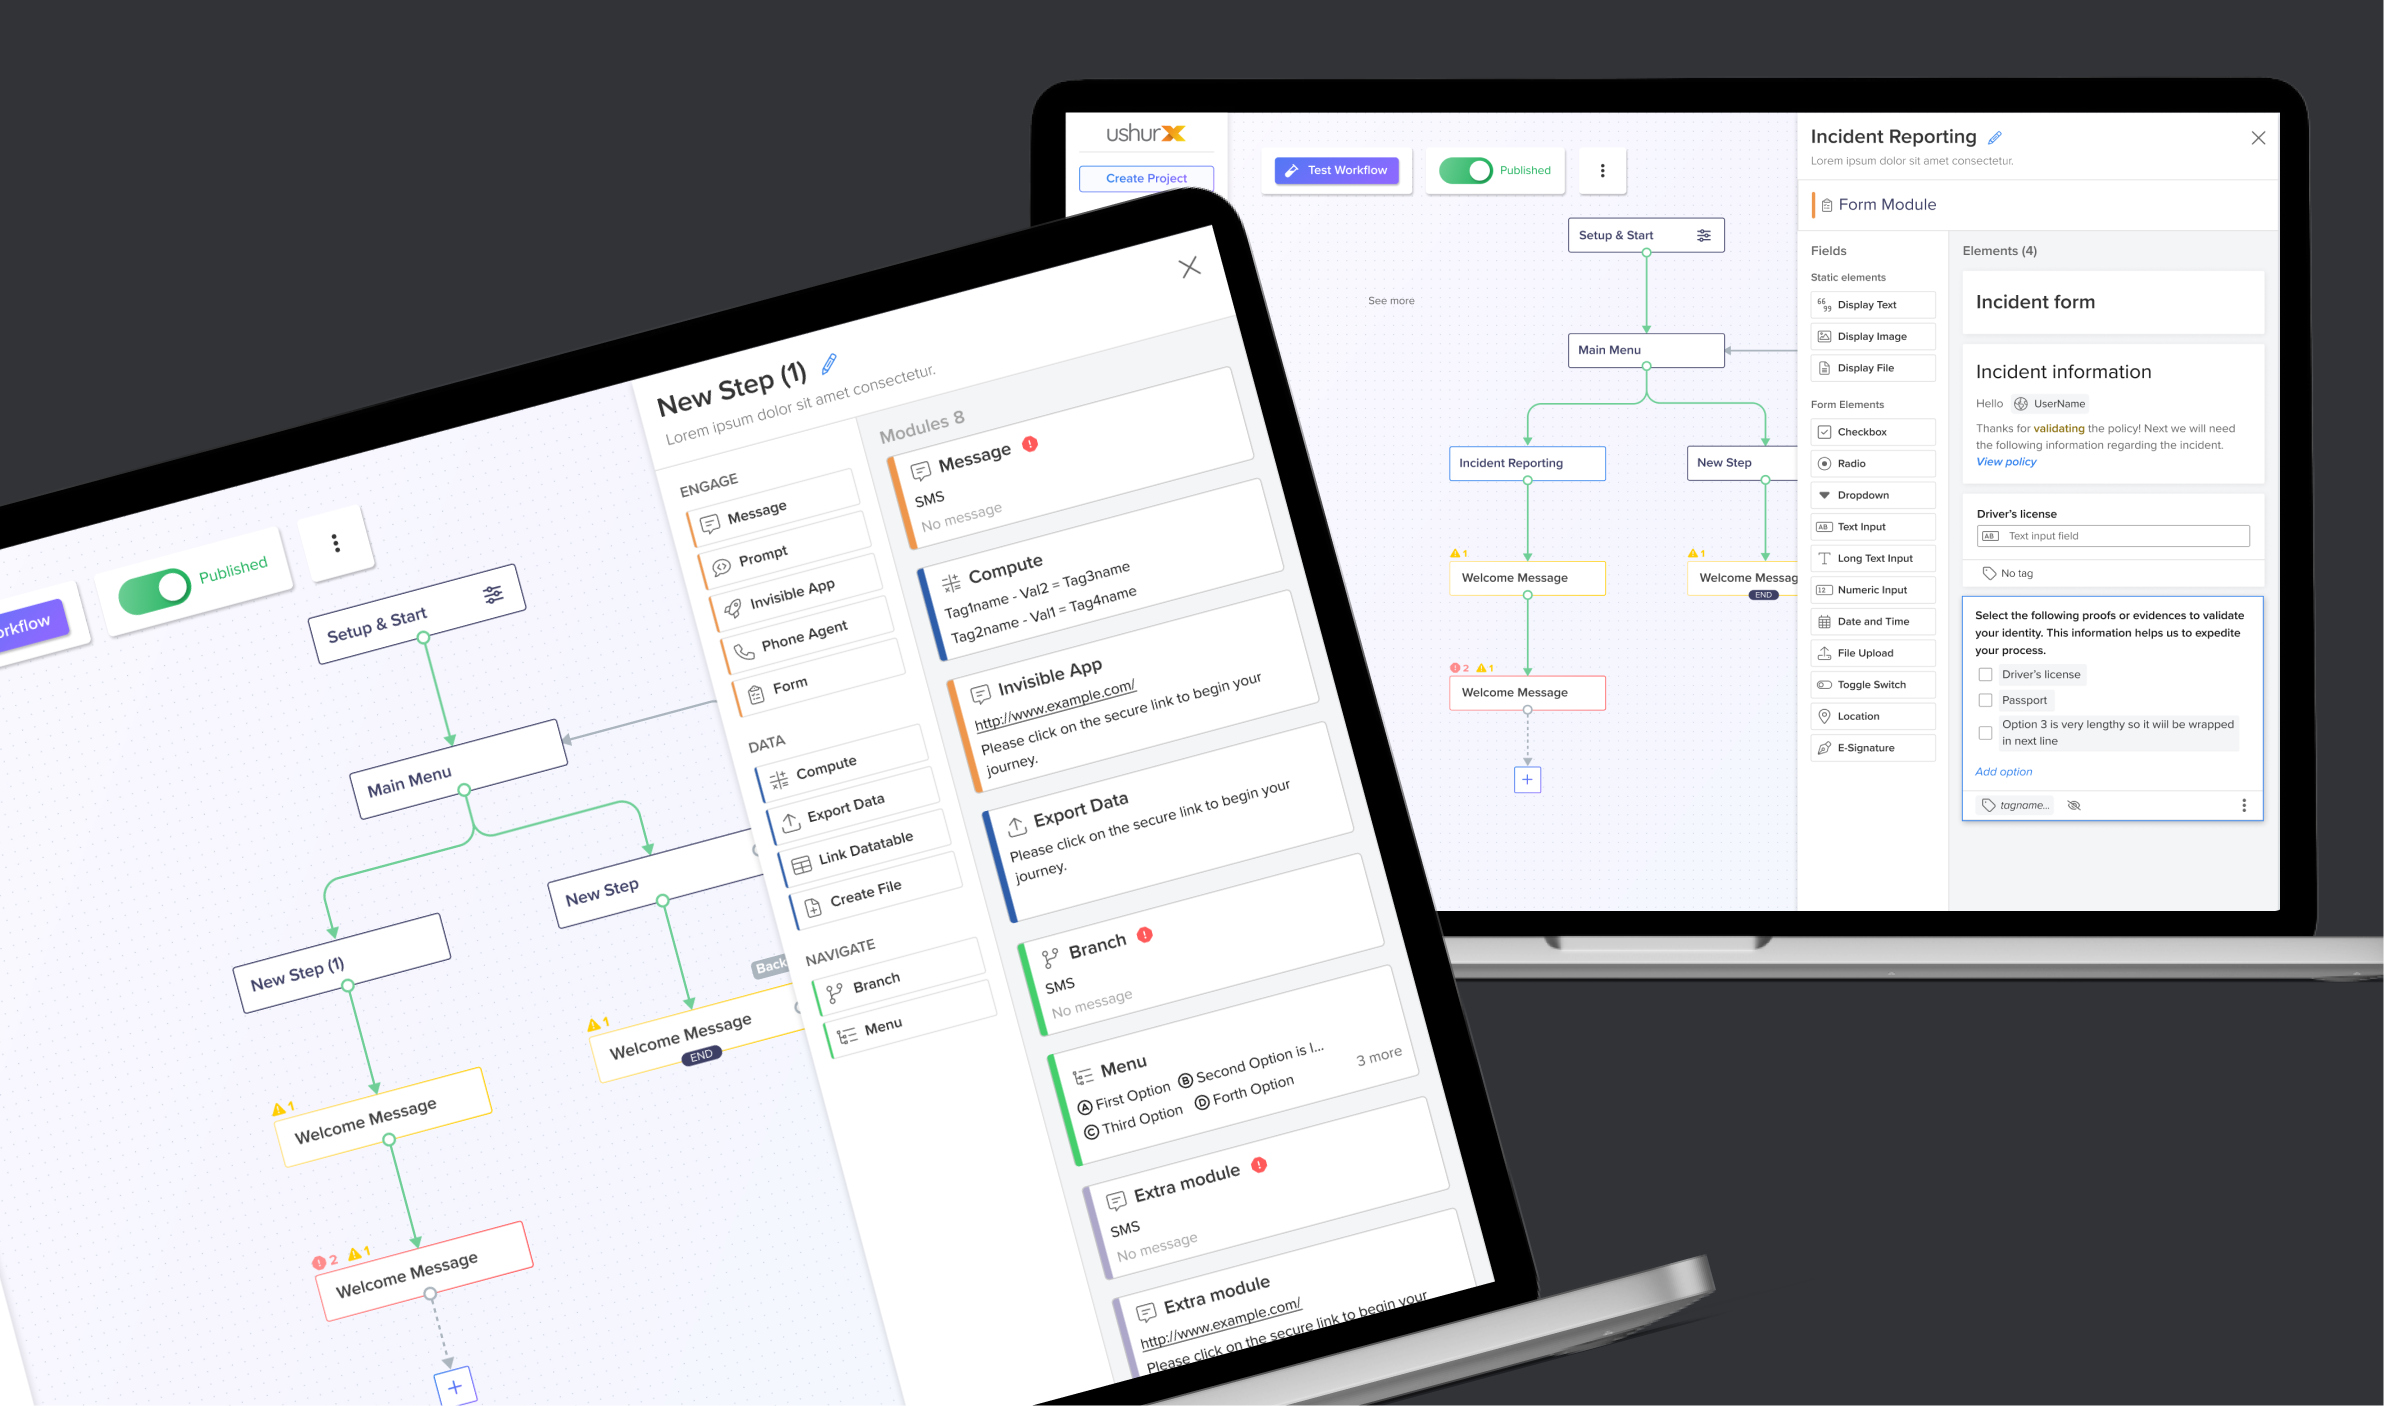 ushur
Create Project
Test Workflow
Published
See more
Setup & Start
Main Menu
Incident Reporting
New Step
1
Welcome Message
1
Welcome Messag
END
2 1
Welcome Message
+
Incident Reporting
Lorem ipsum dolor sit amet consectetur.
Form Module
Fields
Static elements
Display Text
Display Image
Display File
Form Elements
Checkbox
Radio
Dropdown
AB Text Input
Long Text Input
12 Numeric Input
Date and Time
File Upload
Toggle Switch
Location
E-Signature
Elements (4)
Incident form
Incident information
Hello UserName
Thanks for validating the policy! Next we will need
the following information regarding the incident.
View policy
Driver's license
AB Text input field
No tag
Select the following proofs or evidences to validate
your identity. This information helps us to expedite
your process.
Driver's license
Passport
Option 3 is very lengthy so it will be wrapped
in next line
Add option
tagname...
orkflow
Published
Setup & Start
Main Menu
New Step
New Step (1)
Back
1
Welcome Message
END
1
Welcome Message
2 1
Welcome Message
+
New Step (1)
Lorem ipsum dolor sit amet consectetur.
ENGAGE
Message
Prompt
Invisible App
Phone Agent
Form
DATA
Compute
Export Data
Link Datatable
Create File
NAVIGATE
Branch
Menu
Modules 8
Message
SMS
No message
Compute
Tag1name - Val2 = Tag3name
Tag2name - Val1 = Tag4name
Invisible App
http://www.example.com/
Please click on the secure link to begin your
journey.
Export Data
Please click on the secure link to begin your
journey.
Branch
SMS
No message
Menu
A First Option B Second Option is l...
C Third Option D Forth Option
3 more
Extra module
SMS
No message
Extra module
http://www.example.com/
Please click on the secure link to begin your